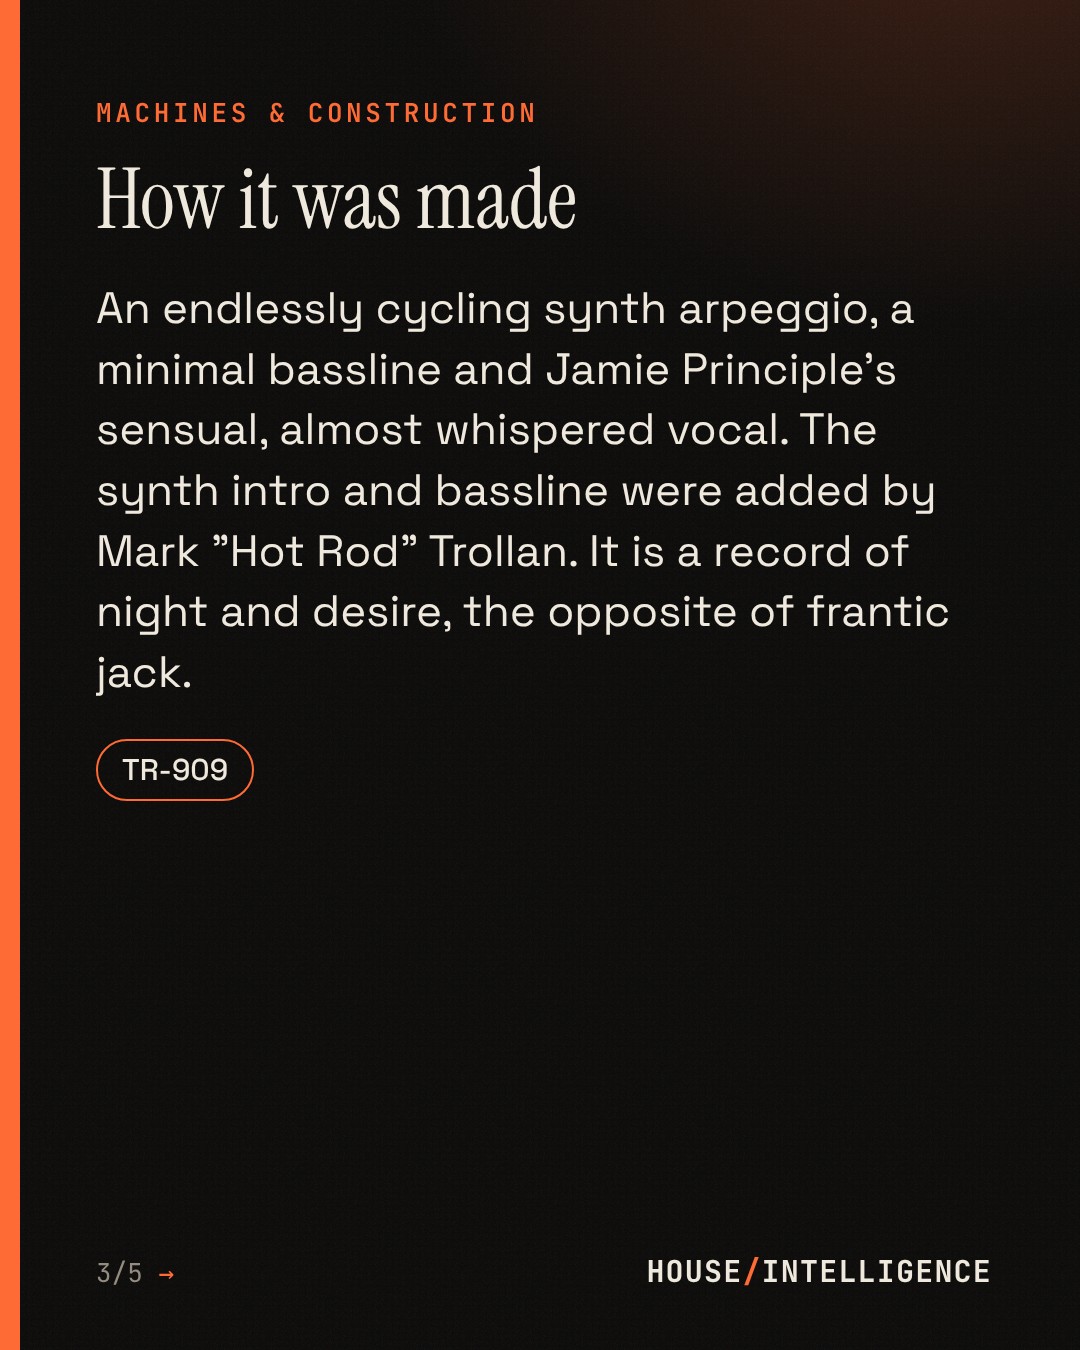 MACHINES & CONSTRUCTION
How it was made
An endlessly cycling synth arpeggio, a
minimal bassline and Jamie Principle’s
sensual, almost whispered vocal. The
synth intro and bassline were added by
Mark ”Hot Rod” Trollan. It is a record of
night and desire, the opposite of frantic
jack.
TR-909
3/5 →
HOUSE/INTELLIGENCE